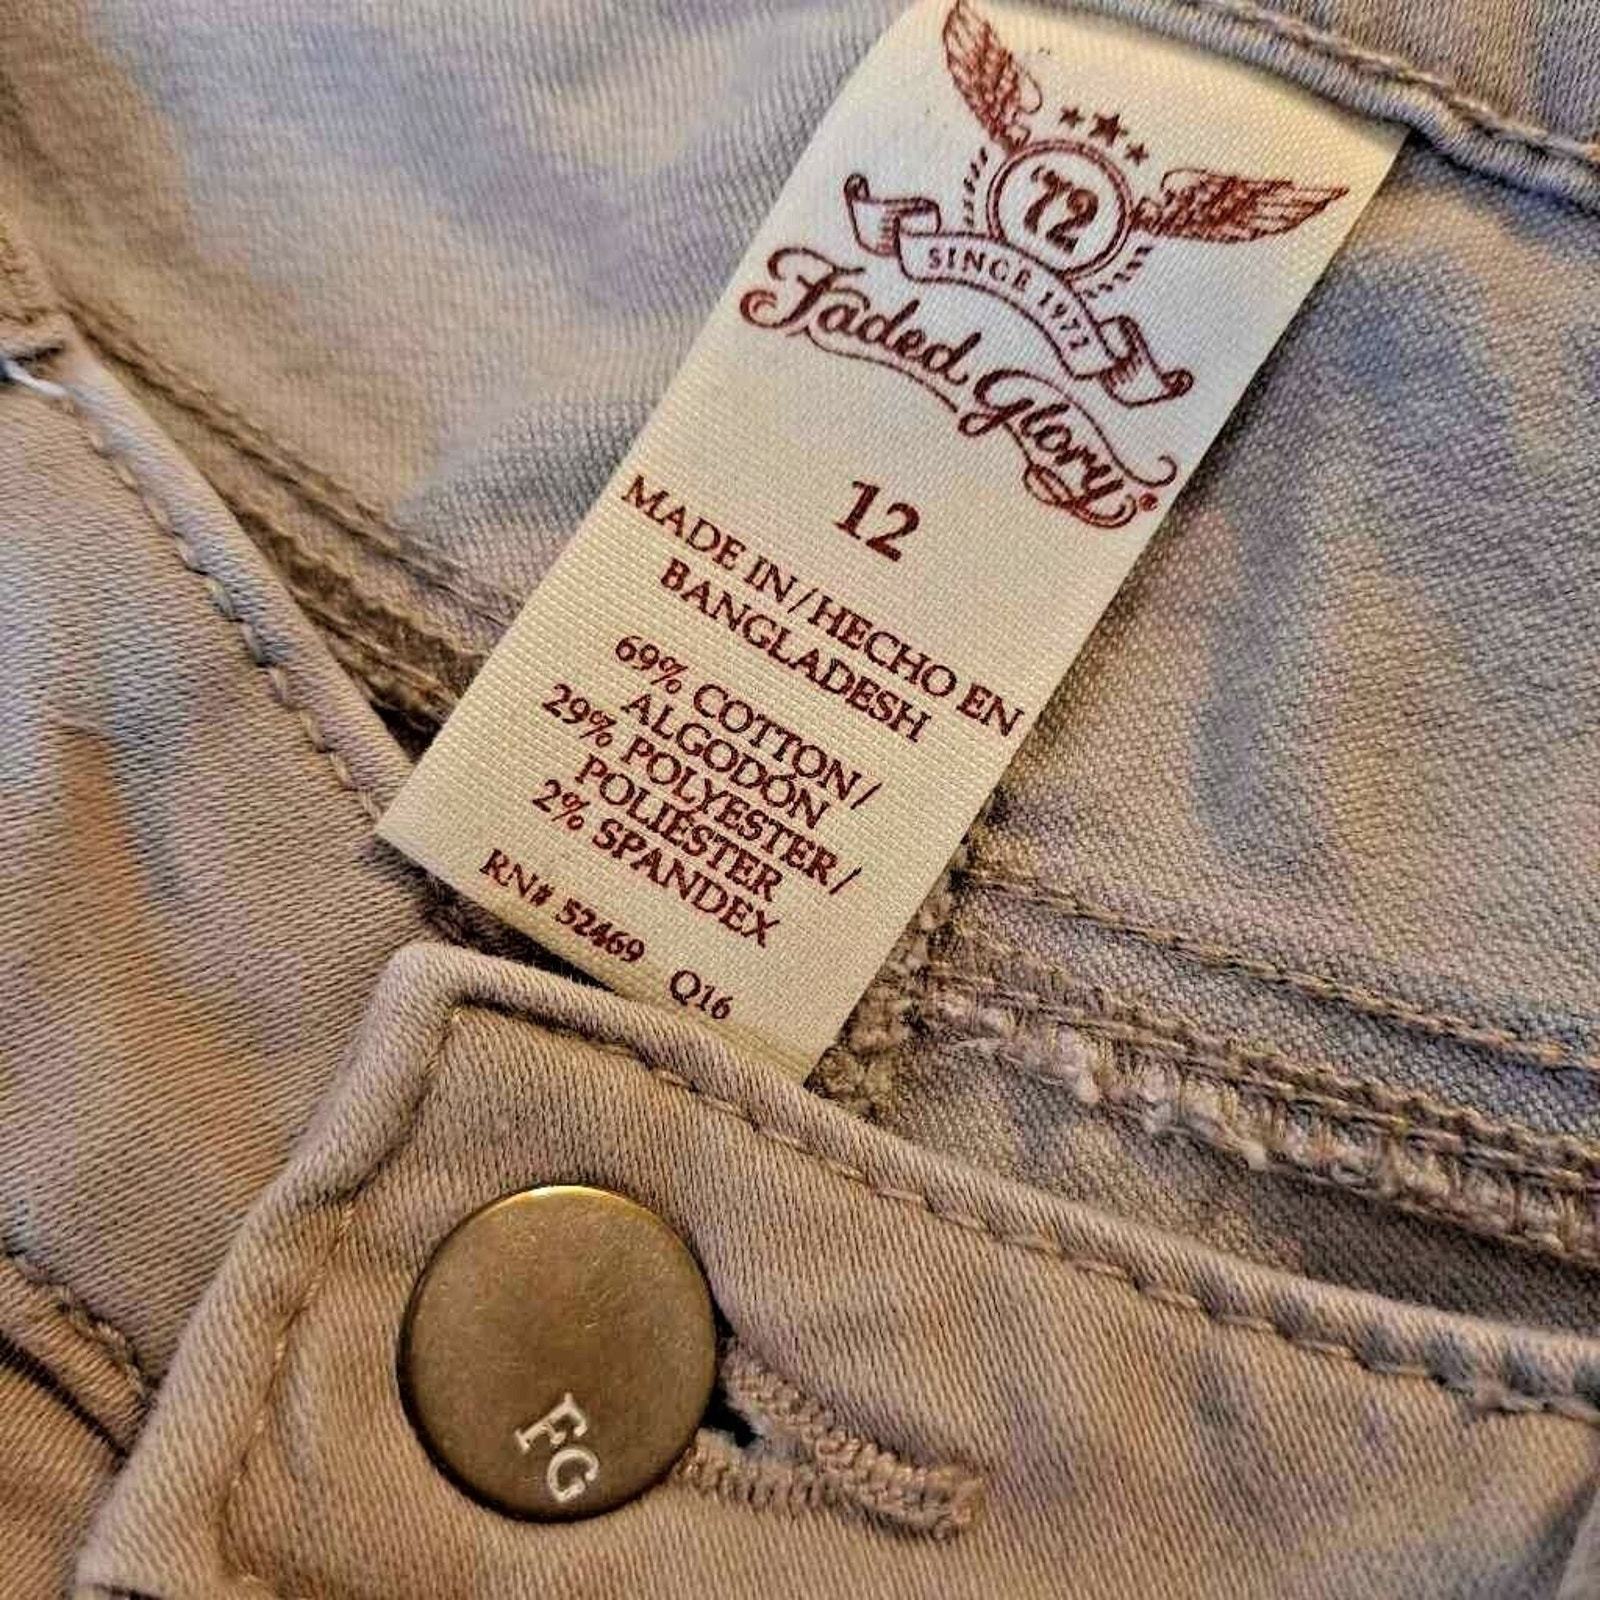 '72
SINCE 1972
Faded Glory®
12
MADE IN/HECHO EN
BANGLADESH
69% COTTON/
ALGODÓN
29% POLYESTER/
POLIÉSTER
2% SPANDEX
RN# 52469 Q16
FG